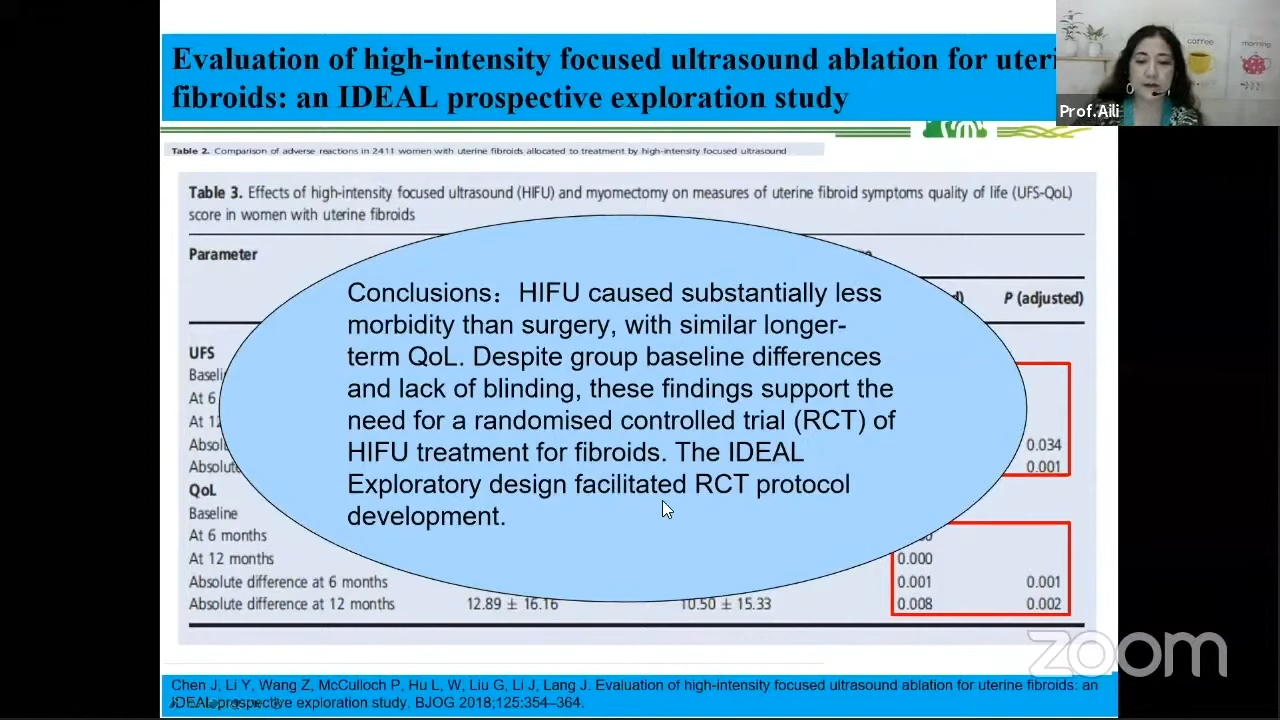 Evaluation of high-intensity focused ultrasound ablation for uteri
fibroids: an IDEAL prospective exploration study
coffee
morning
Prof.Aili
Table 2. Comparison of adverse reactions in 2411 women with uterine fibroids allocated to treatment by high-intensity focused ultrasound
Table 3. Effects of high-intensity focused ultrasound (HIFU) and myomectomy on measures of uterine fibroid symptoms quality of life (UFS-QoL)
score in women with uterine fibroids
Parameter
P (adjusted)
Conclusions：HIFU caused substantially less
morbidity than surgery, with similar longer-
term QoL. Despite group baseline differences
and lack of blinding, these findings support the
need for a randomised controlled trial (RCT) of
HIFU treatment for fibroids. The IDEAL
Exploratory design facilitated RCT protocol
development.
UFS
Baseli
At 6
At 12
Absol 0.034
Absolute 0.001
QoL
Baseline
At 6 months
At 12 months 0.000
Absolute difference at 6 months 0.001 0.001
Absolute difference at 12 months 12.89 ± 16.16 10.50 ± 15.33 0.008 0.002
zoom
Chen J, Li Y, Wang Z, McCulloch P, Hu L, W, Liu G, Li J, Lang J. Evaluation of high-intensity focused ultrasound ablation for uterine fibroids: an
IDEAL prospective exploration study. BJOG 2018;125:354–364.